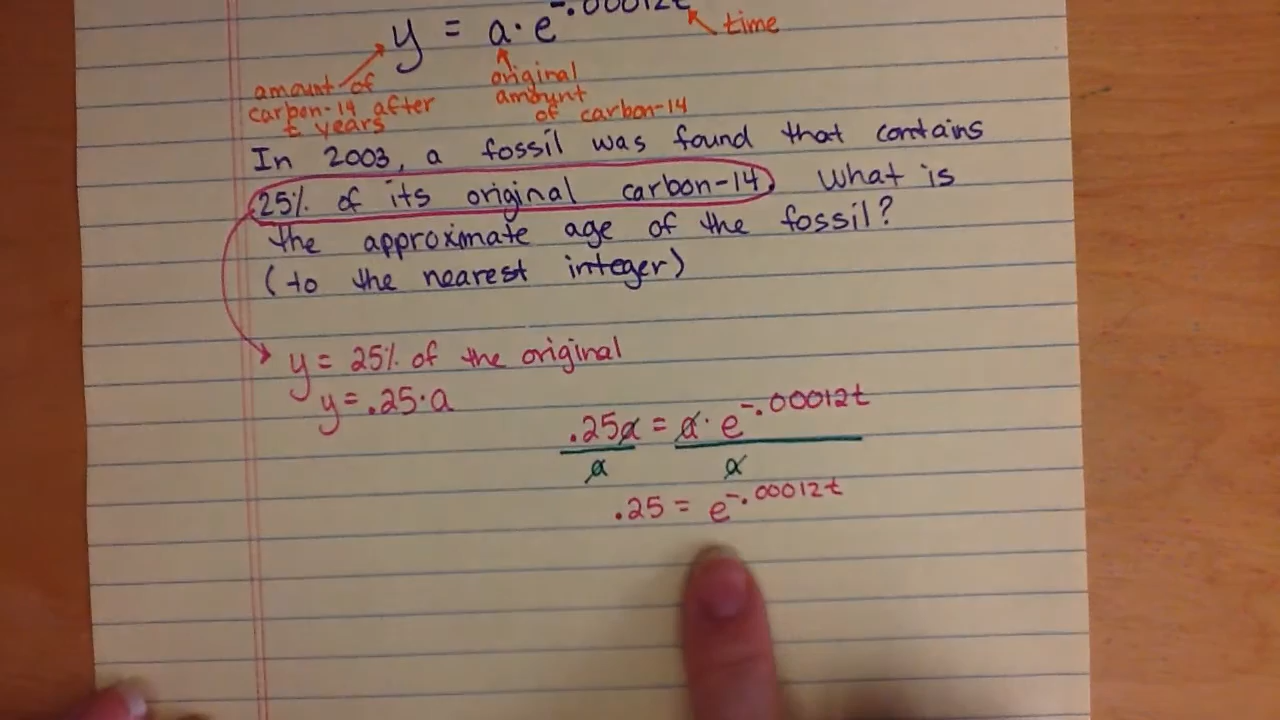 y = a · e^-.00012t
time
amount of
carbon-14 after
t years
original
amount
of carbon-14
In 2003, a fossil was found that contains
25% of its original carbon-14. What is
the approximate age of the fossil?
(to the nearest integer)
y = 25% of the original
y = .25·a
.25a = a· e^-.00012t
a a
.25 = e^-.00012t